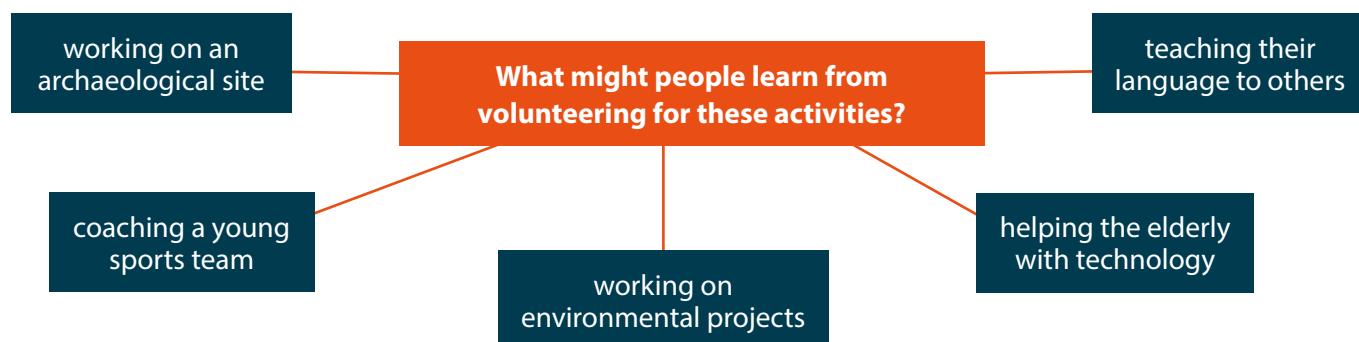 What might people learn from
volunteering for these activities?
working on an
archaeological site
teaching their
language to others
coaching a young
sports team
working on
environmental projects
helping the elderly
with technology